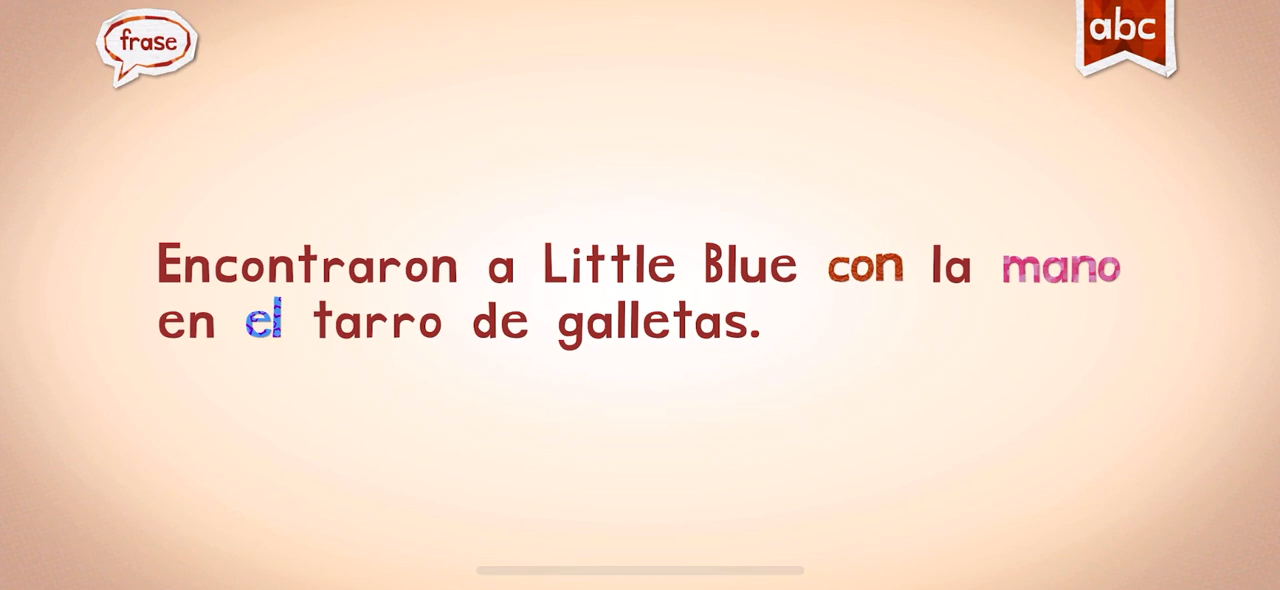 frase
abc
Encontraron a Little Blue con la mano
en el tarro de galletas.